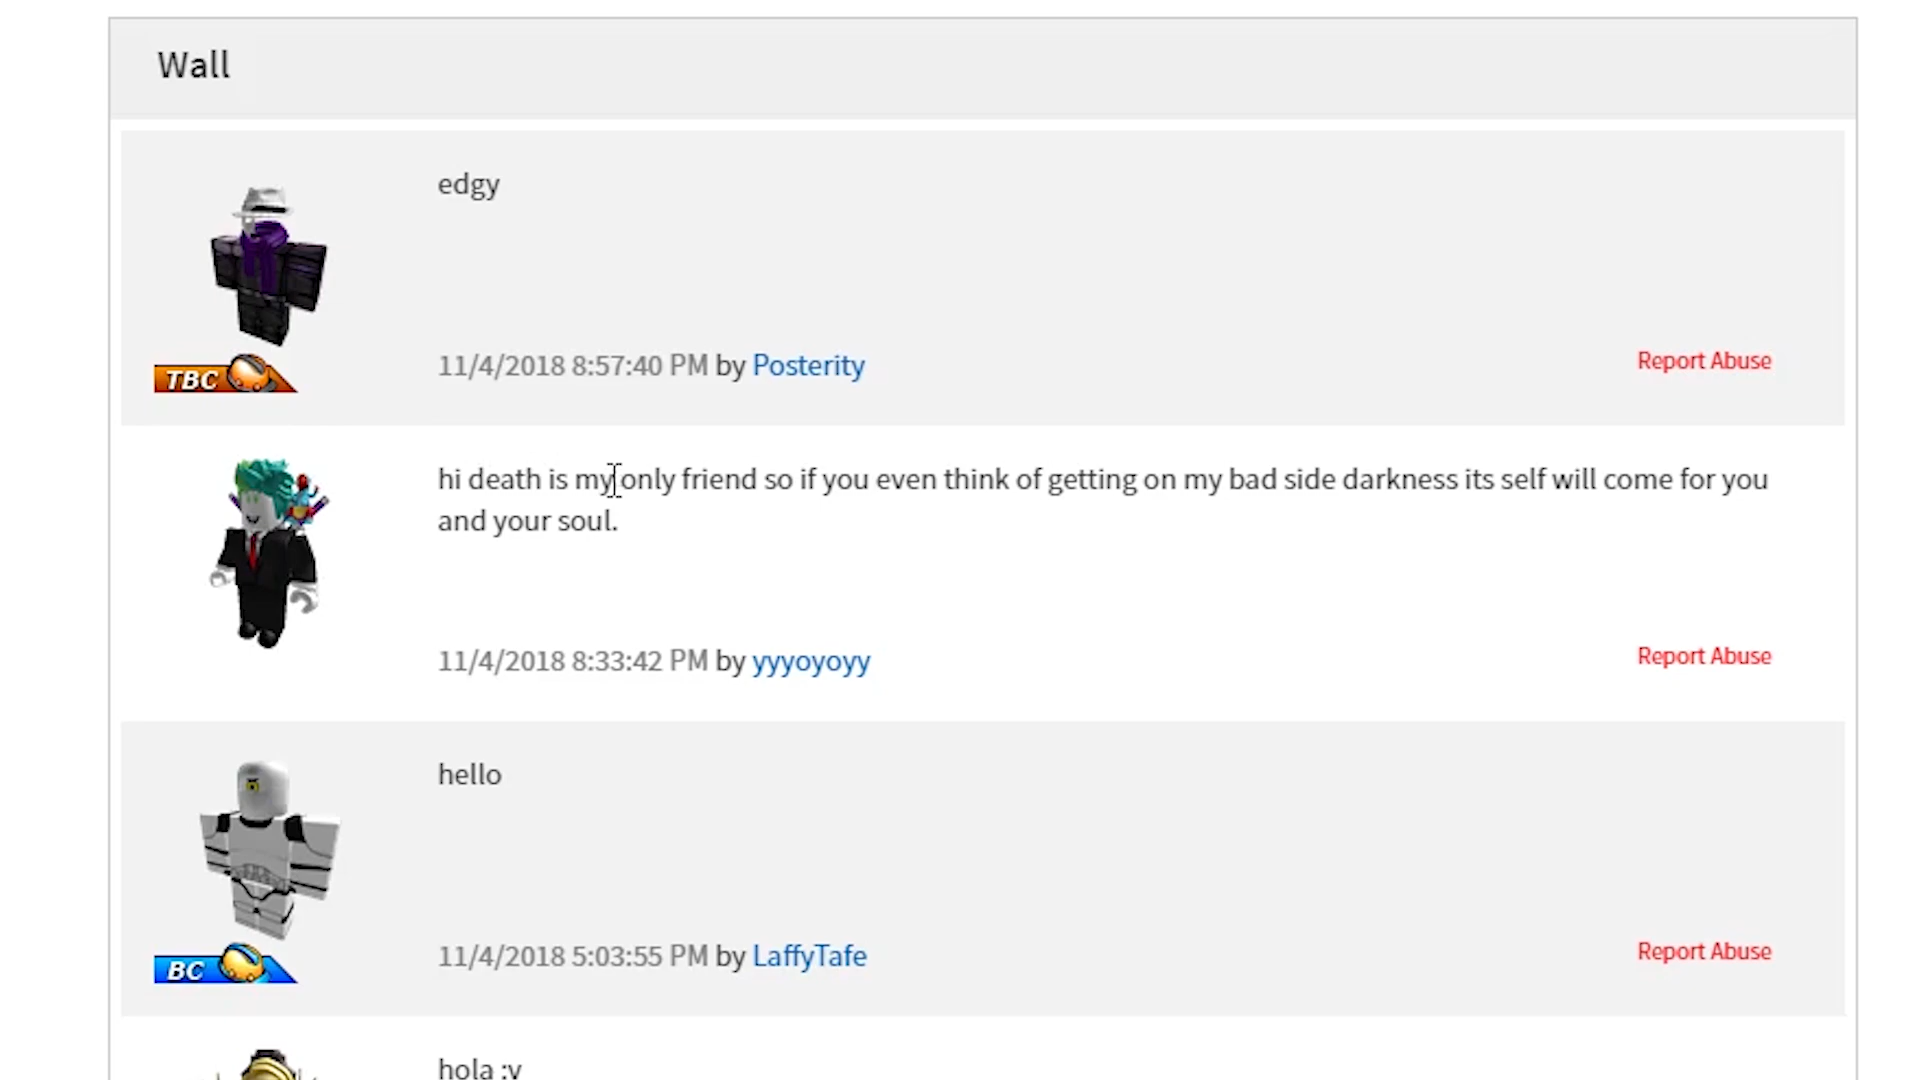 Wall
edgy
11/4/2018 8:57:40 PM by Posterity
Report Abuse
TBC
hi death is my only friend so if you even think of getting on my bad side darkness its self will come for you
and your soul.
11/4/2018 8:33:42 PM by yyyoyoyy
Report Abuse
hello
11/4/2018 5:03:55 PM by LaffyTafe
Report Abuse
BC
hola :v